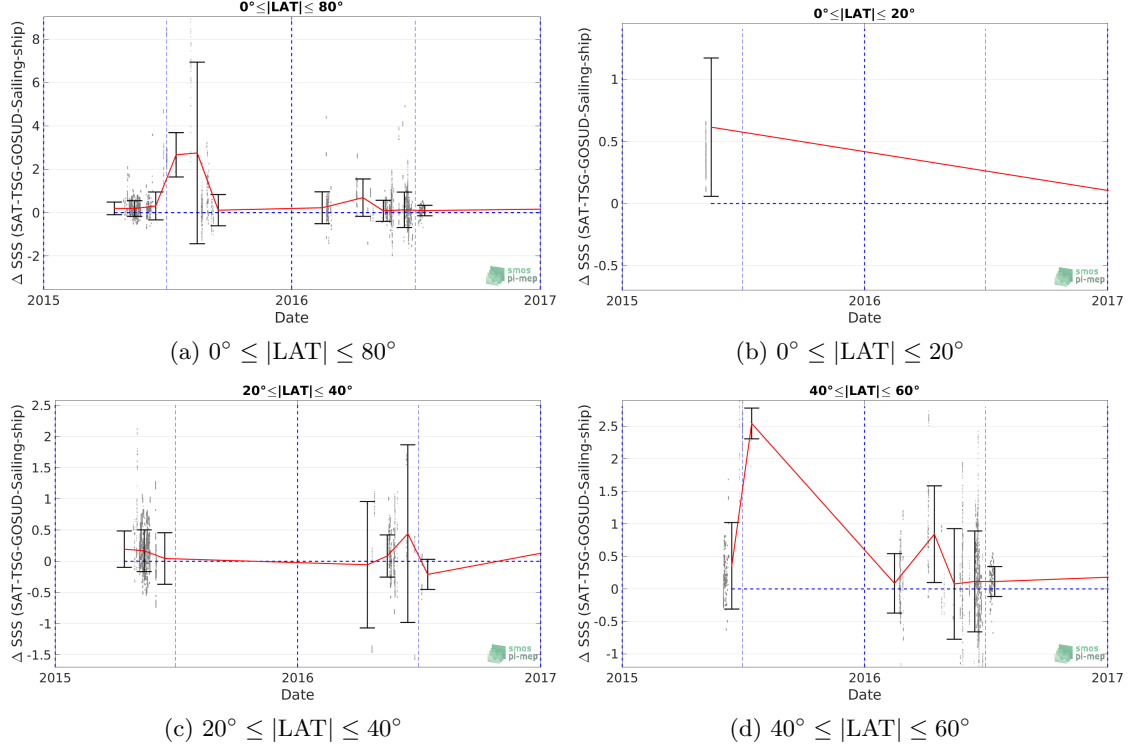 0°≤|LAT|≤ 80°
Δ SSS (SAT-TSG-GOSUD-Sailing-ship)
8
6
4
2
0
-2
smos
pi-mep
2015
2016
2017
Date
(a) 0° ≤ |LAT| ≤ 80°
0°≤|LAT|≤ 20°
Δ SSS (SAT-TSG-GOSUD-Sailing-ship)
1
0.5
0
-0.5
smos
pi-mep
2015
2016
2017
Date
(b) 0° ≤ |LAT| ≤ 20°
20°≤|LAT|≤ 40°
Δ SSS (SAT-TSG-GOSUD-Sailing-ship)
2.5
2
1.5
1
0.5
0
-0.5
-1
-1.5
smos
pi-mep
2015
2016
2017
Date
(c) 20° ≤ |LAT| ≤ 40°
40°≤|LAT|≤ 60°
Δ SSS (SAT-TSG-GOSUD-Sailing-ship)
2.5
2
1.5
1
0.5
0
-0.5
-1
smos
pi-mep
2015
2016
2017
Date
(d) 40° ≤ |LAT| ≤ 60°